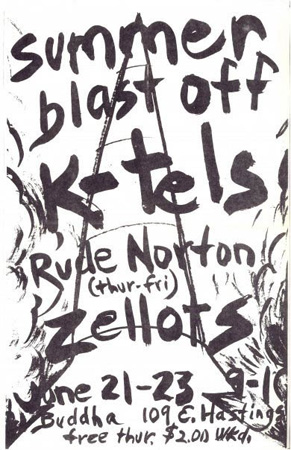 summer
blast off
K-tels
Rude Norton
(thur-fri)
zellots
June 21-23 9-1
Buddha 109 E. Hastings
free thur. $2.00 Wkd.